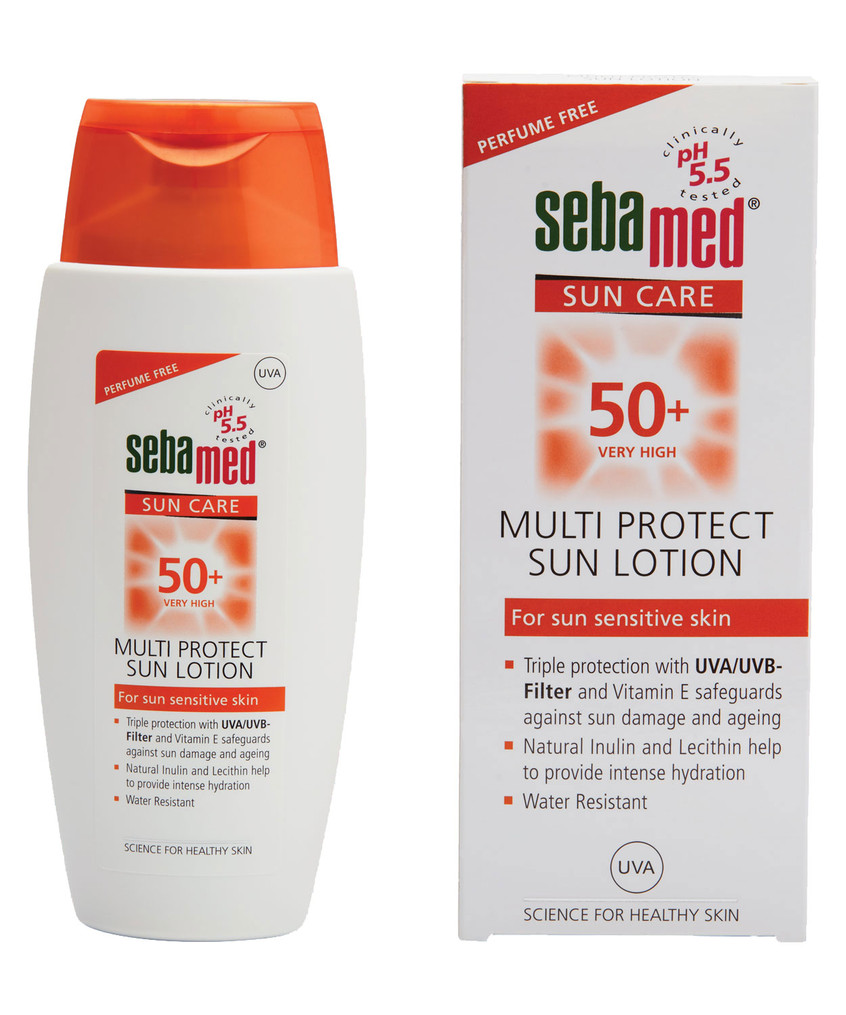 PERFUME FREE
UVA
clinically
pH
5.5
tested
sebamed®
SUN CARE
50+
VERY HIGH
MULTI PROTECT
SUN LOTION
For sun sensitive skin
Triple protection with UVA/UVB-
Filter and Vitamin E safeguards
against sun damage and ageing
Natural Inulin and Lecithin help
to provide intense hydration
Water Resistant
SCIENCE FOR HEALTHY SKIN
PERFUME FREE
clinically
pH
5.5
tested
sebamed®
SUN CARE
50+
VERY HIGH
MULTI PROTECT
SUN LOTION
For sun sensitive skin
Triple protection with UVA/UVB-
Filter and Vitamin E safeguards
against sun damage and ageing
Natural Inulin and Lecithin help
to provide intense hydration
Water Resistant
UVA
SCIENCE FOR HEALTHY SKIN